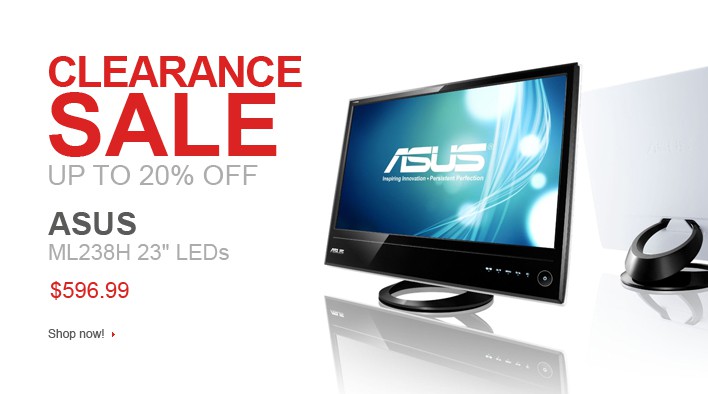 CLEARANCE
SALE
UP TO 20% OFF
ASUS
ML238H 23" LEDs
$596.99
Shop now!
ASUS
Inspiring Innovation • Persistent Perfection
ASUS